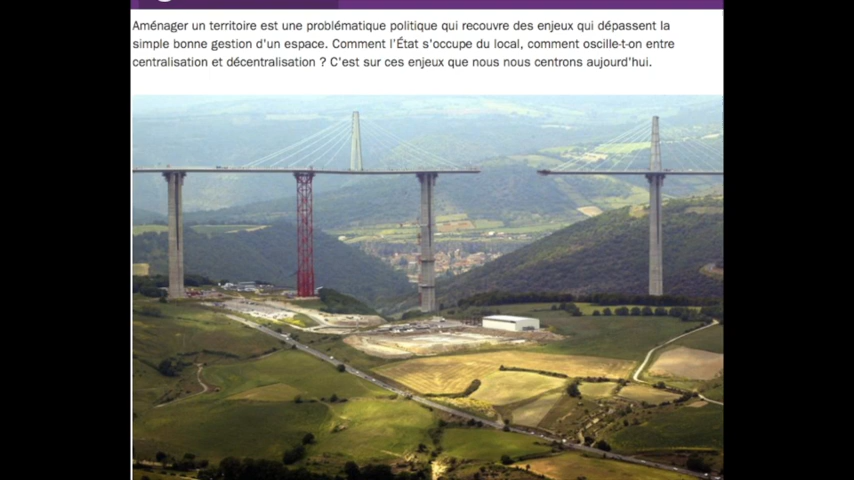 Aménager un territoire est une problématique politique qui recouvre des enjeux qui dépassent la
simple bonne gestion d'un espace. Comment l'État s'occupe du local, comment oscille-t-on entre
centralisation et décentralisation ? C'est sur ces enjeux que nous nous centrons aujourd'hui.